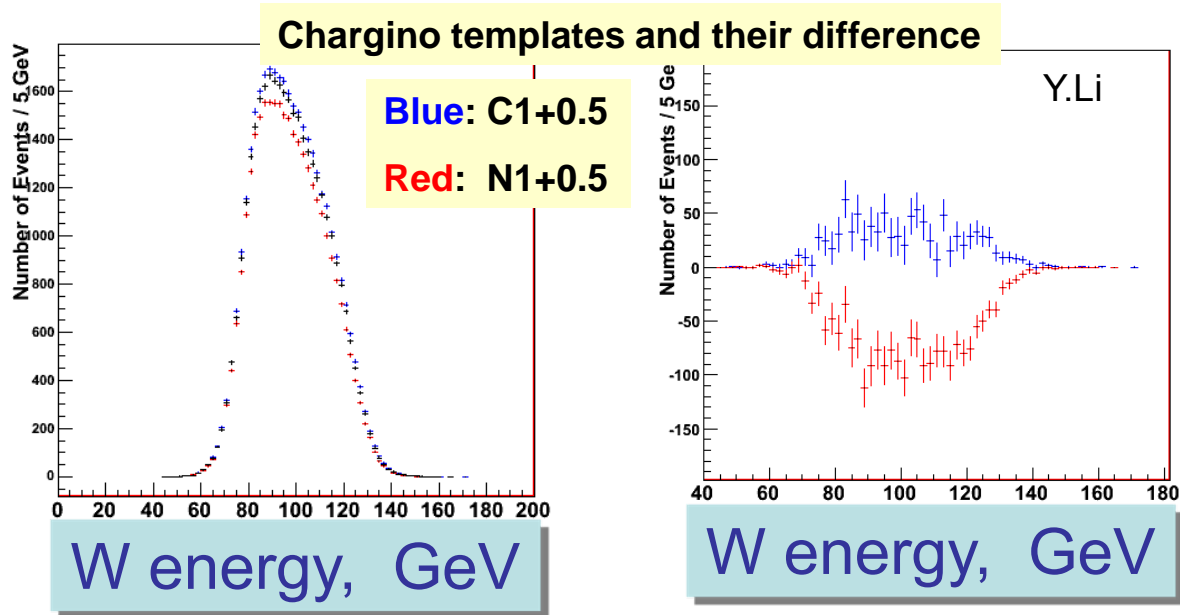 Chargino templates and their difference
Blue: C1+0.5
Red: N1+0.5
Y.Li
Number of Events / 5 GeV
1600
1400
1200
1000
800
600
400
200
0
0 20 40 60 80 100 120 140 160 180 200
W energy, GeV
Number of Events / 5 Ge
150
100
50
0
-50
-100
-150
40 60 80 100 120 140 160 180
W energy, GeV